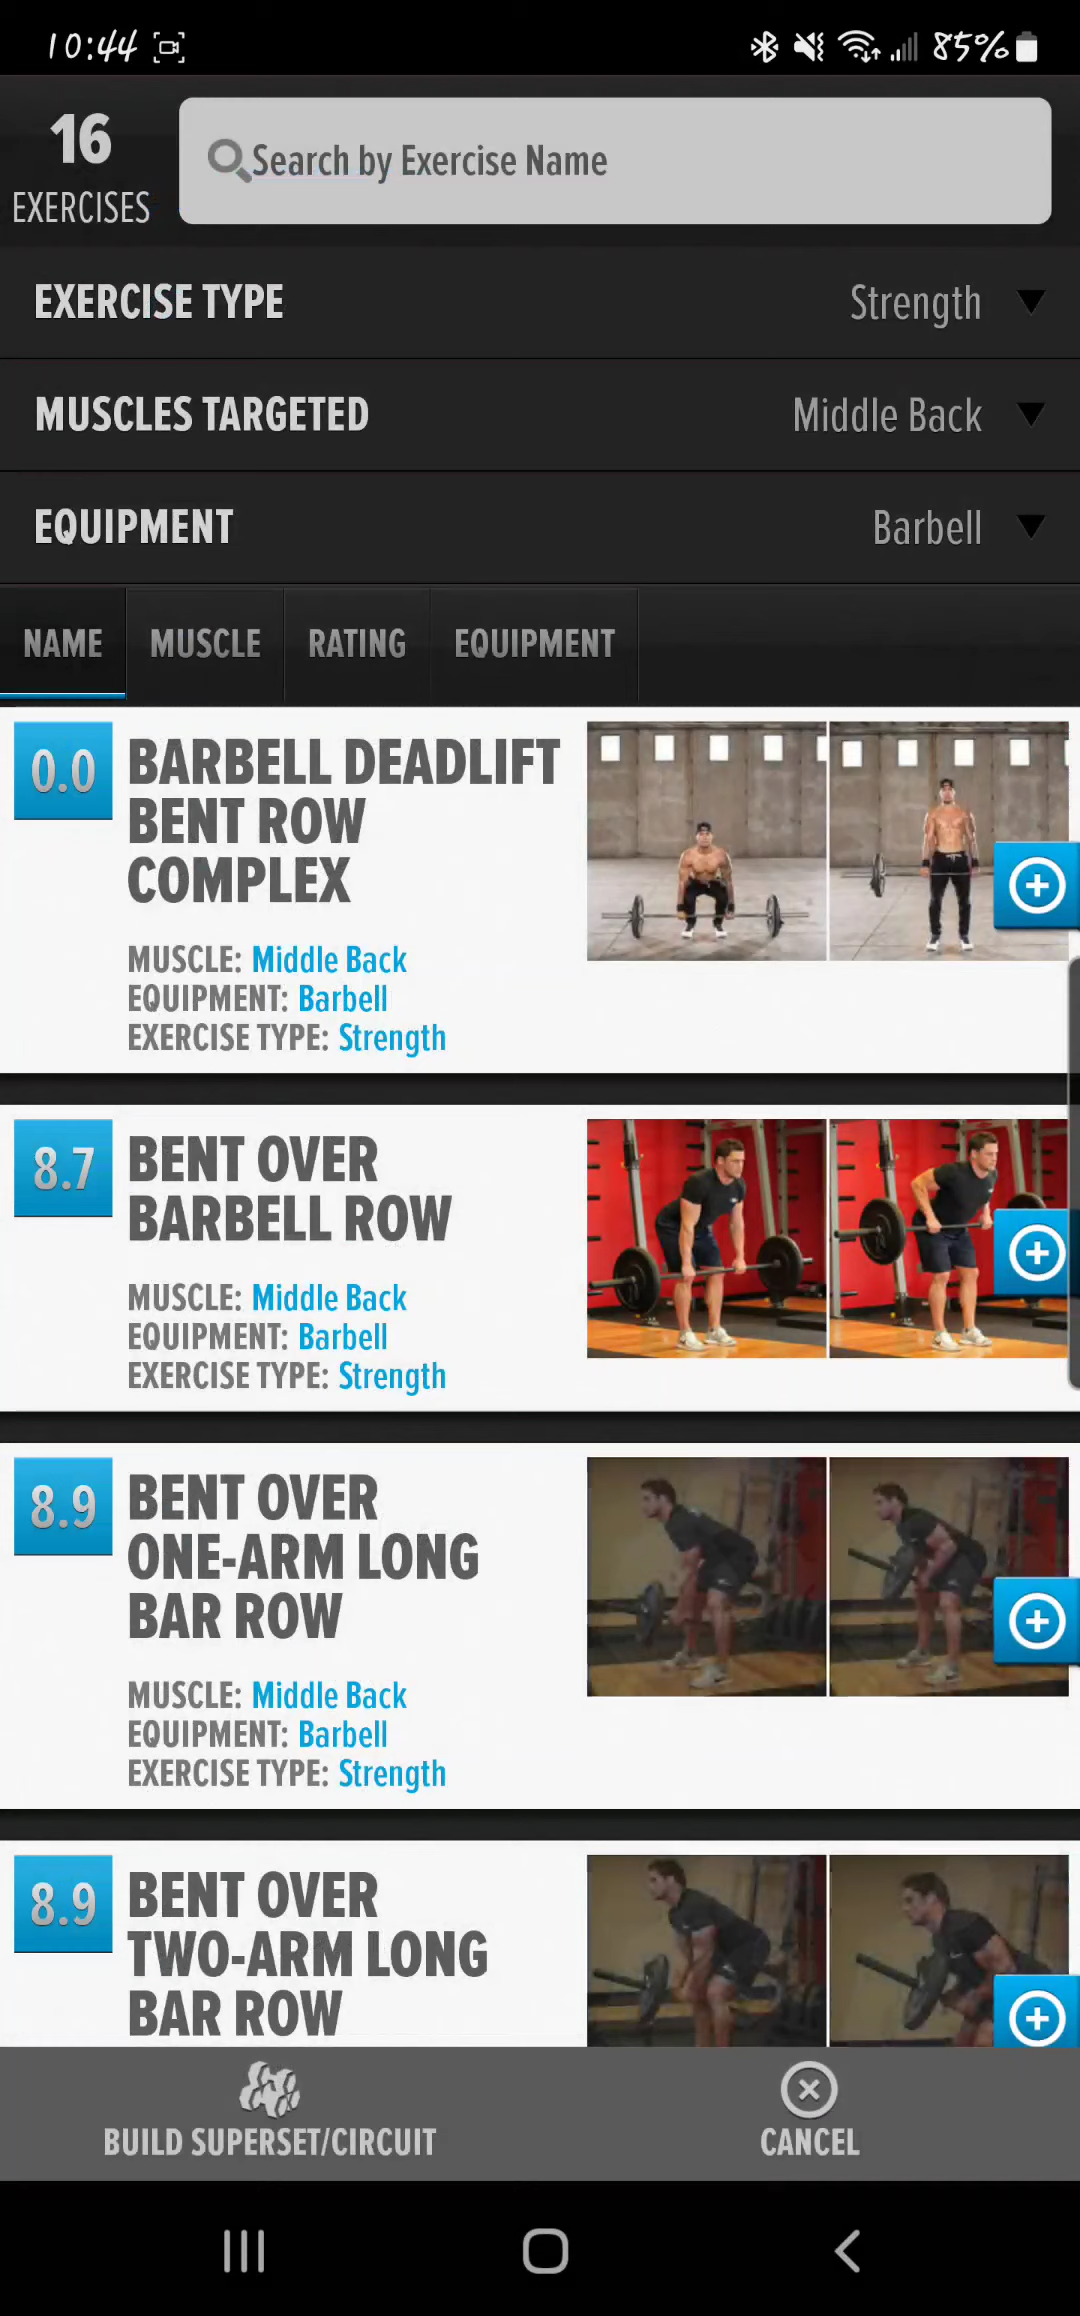 10:44
85%
16
EXERCISES
Search by Exercise Name
EXERCISE TYPE
Strength
MUSCLES TARGETED
Middle Back
EQUIPMENT
Barbell
NAME
MUSCLE
RATING
EQUIPMENT
0.0
BARBELL DEADLIFT
BENT ROW
COMPLEX
MUSCLE: Middle Back
EQUIPMENT: Barbell
EXERCISE TYPE: Strength
8.7
BENT OVER
BARBELL ROW
MUSCLE: Middle Back
EQUIPMENT: Barbell
EXERCISE TYPE: Strength
8.9
BENT OVER
ONE-ARM LONG
BAR ROW
MUSCLE: Middle Back
EQUIPMENT: Barbell
EXERCISE TYPE: Strength
8.9
BENT OVER
TWO-ARM LONG
BAR ROW
BUILD SUPERSET/CIRCUIT
CANCEL